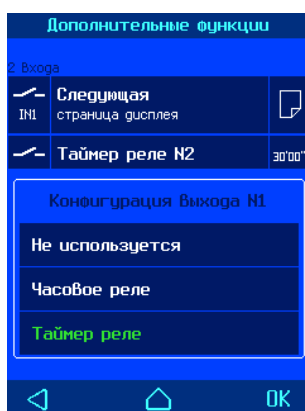 Дополнительные функции
2 Входа
Следующая
IN1 страница дисплея
Таймер реле N2 30'00"
Конфигурация Выхода N1
Не используется
Часовое реле
Таймер реле
OK